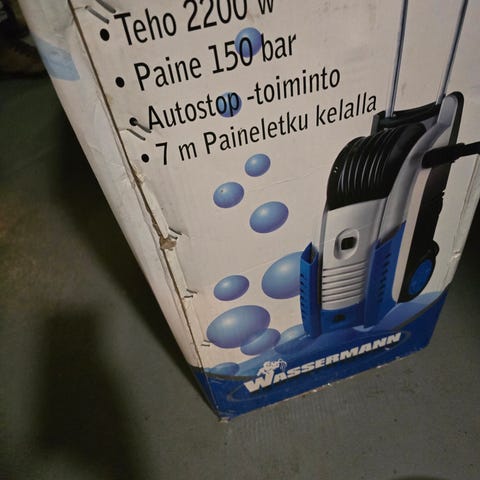 • Teho 2200 W
• Paine 150 bar
• Autostop -toiminto
• 7 m Paineletku kelalla
WASSERMANN